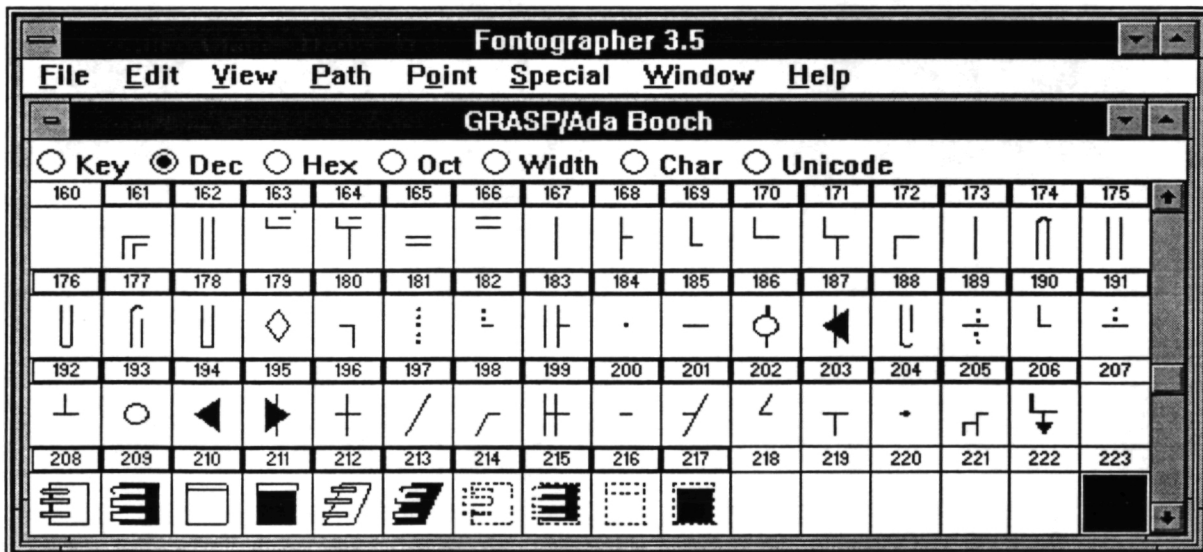 Fontographer 3.5
File Edit View Path Point Special Window Help
GRASP/Ada Booch
Key Dec Hex Oct Width Char Unicode
160 161 162 163 164 165 166 167 168 169 170 171 172 173 174 175
176 177 178 179 180 181 182 183 184 185 186 187 188 189 190 191
192 193 194 195 196 197 198 199 200 201 202 203 204 205 206 207
208 209 210 211 212 213 214 215 216 217 218 219 220 221 222 223